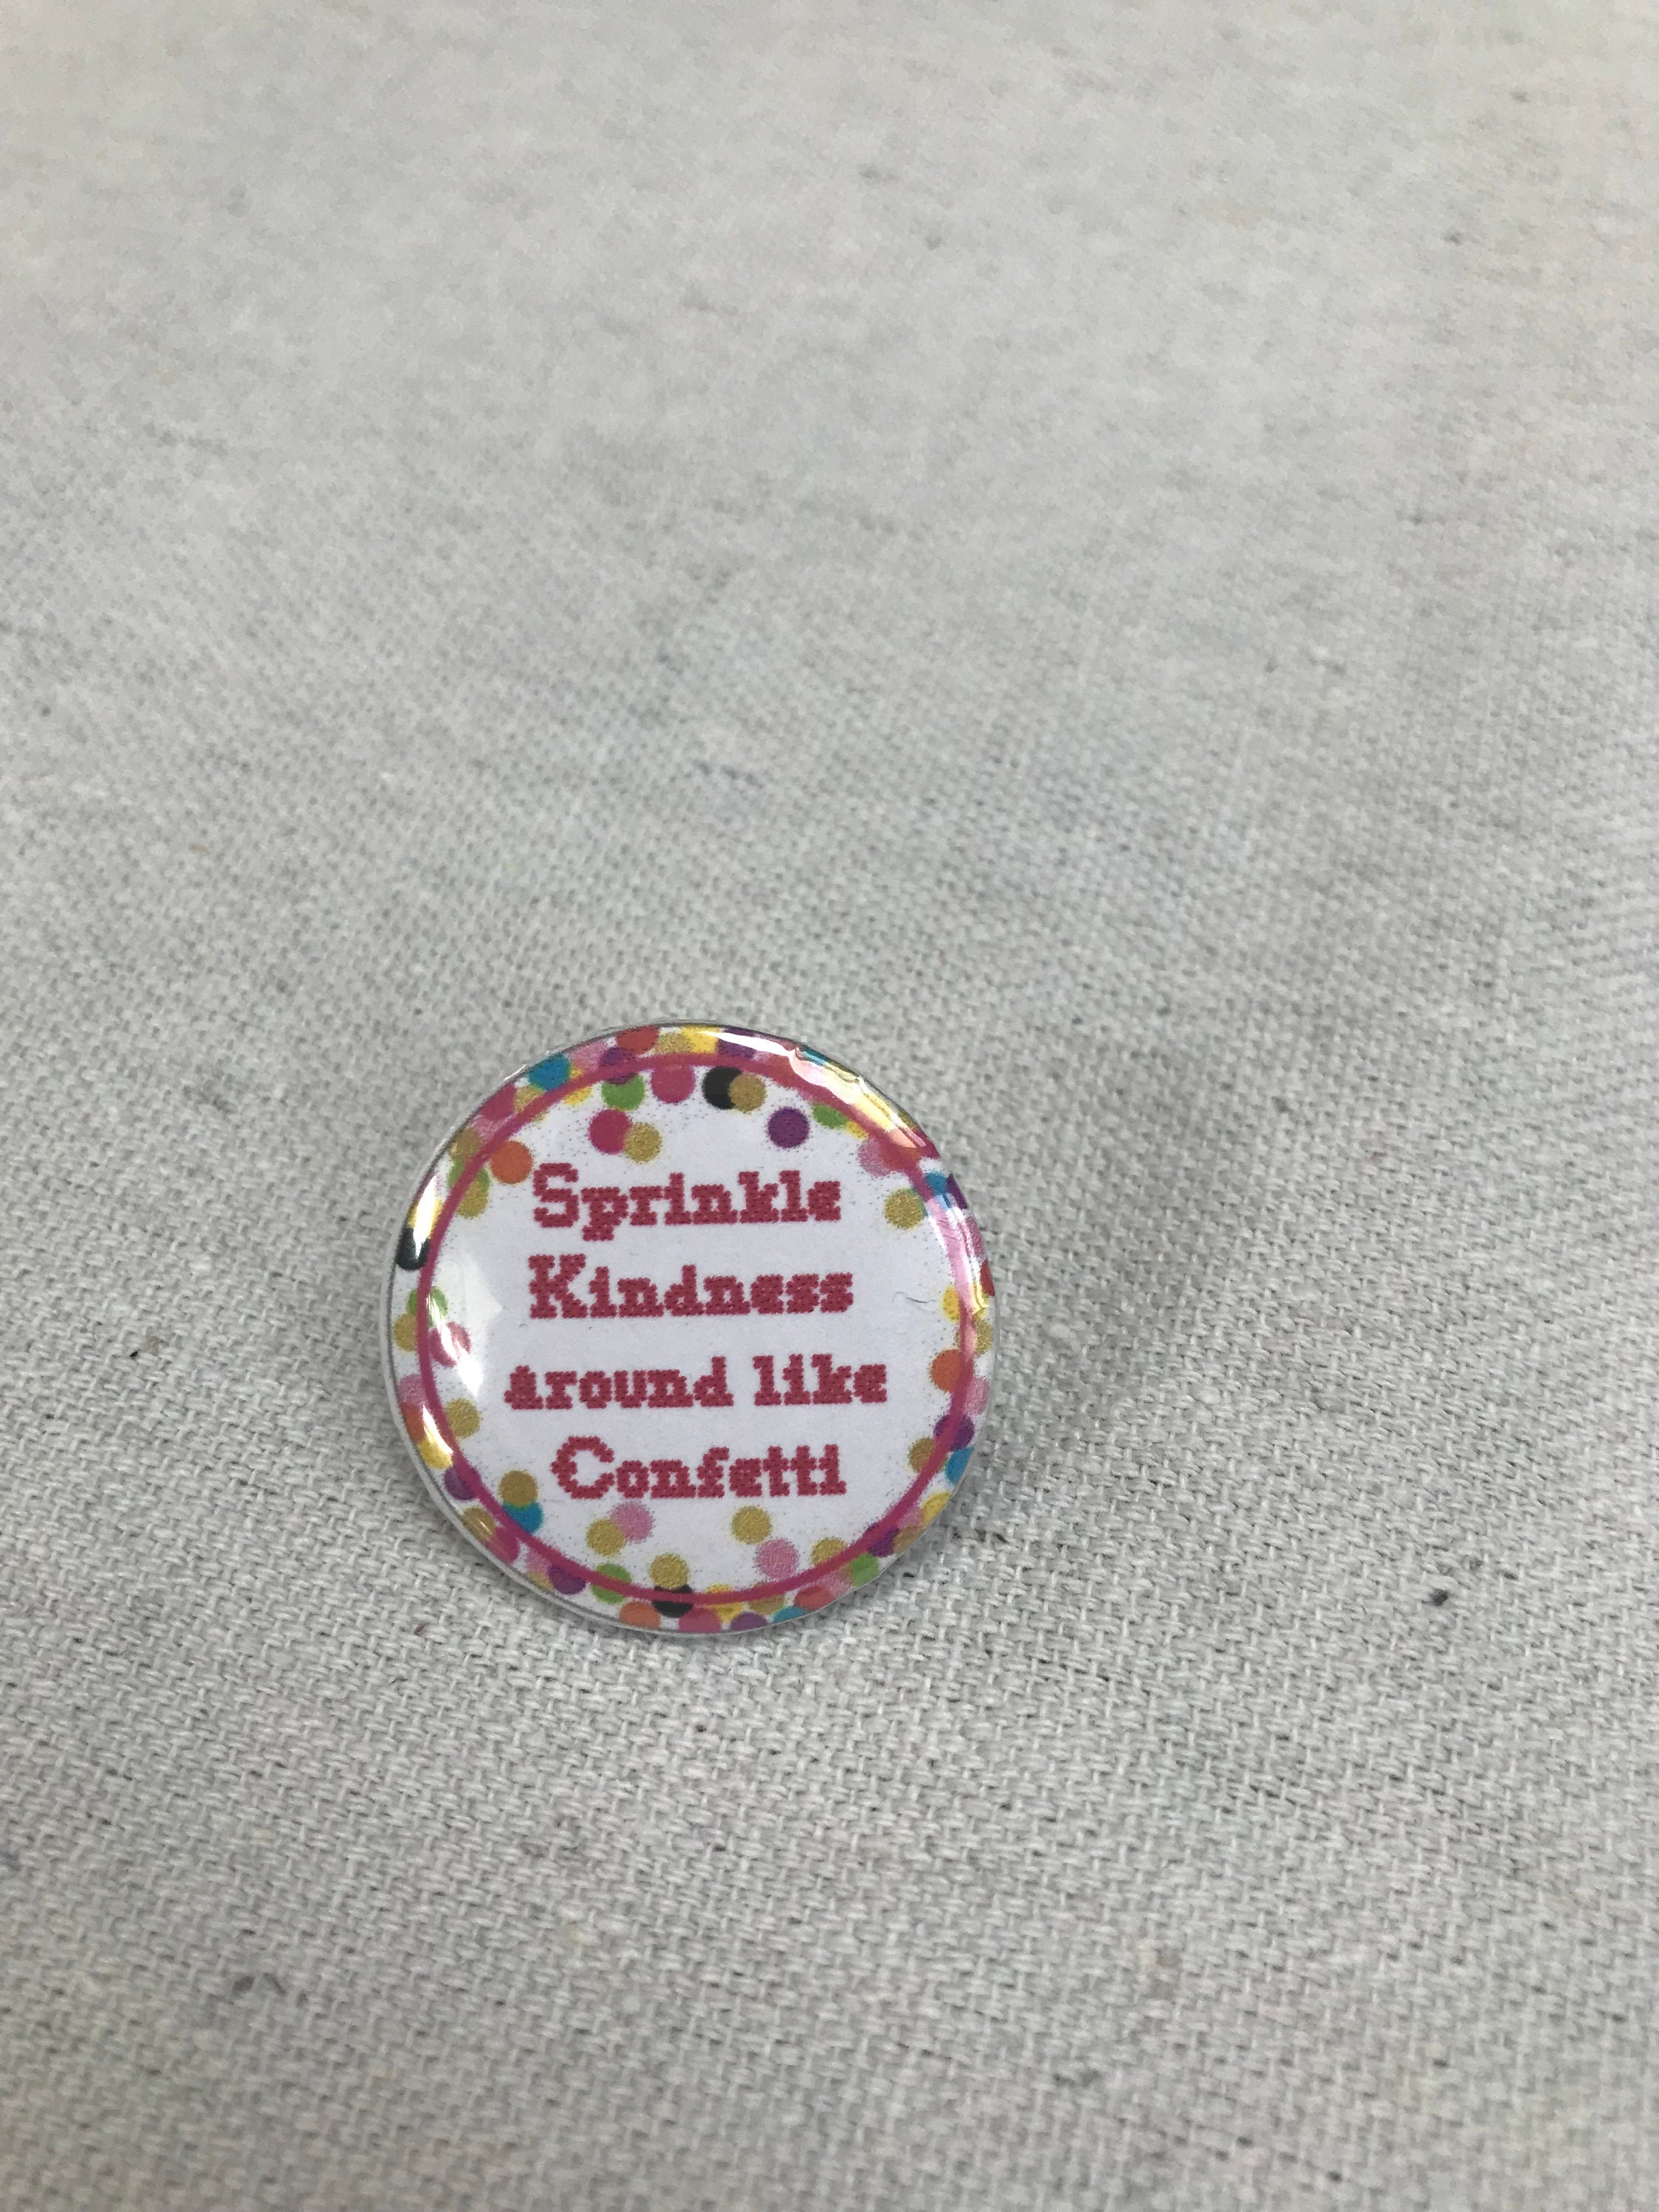 Sprinkle
Kindness
around like
Confetti